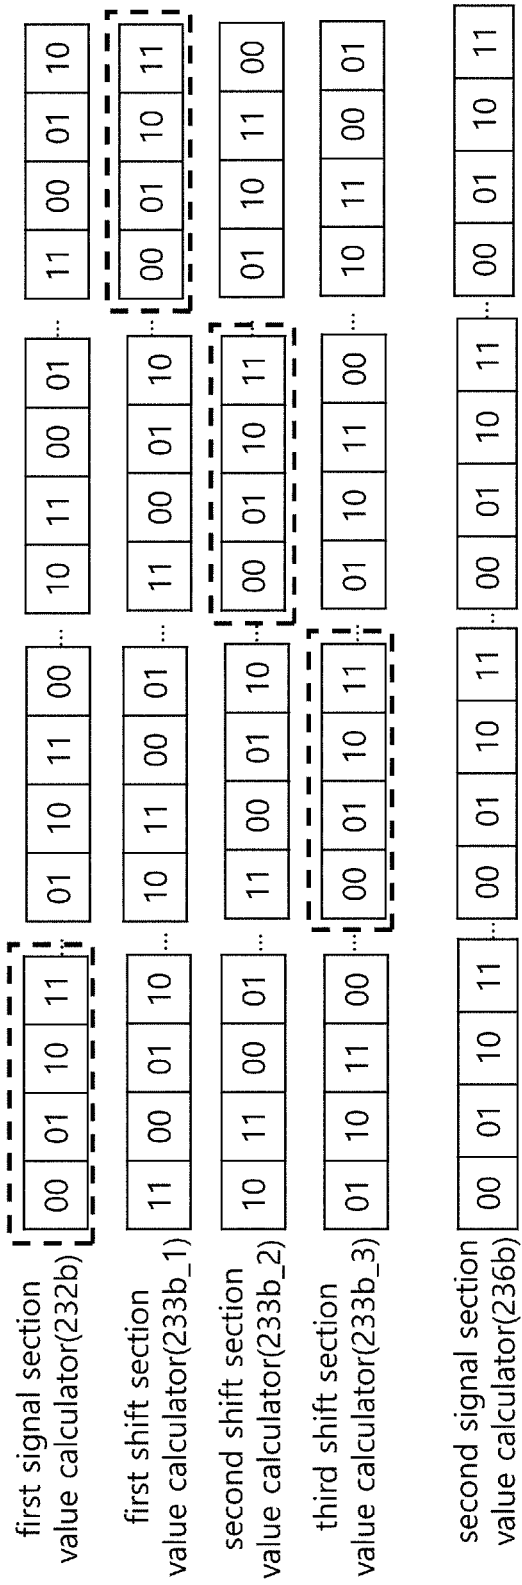 first signal section
value calculator(232b)
00 01 10 11 ... 01 10 11 00 ... 10 11 00 01 ... 11 00 01 10
first shift section
value calculator(233b_1)
11 00 01 10 ... 10 11 00 01 ... 11 00 01 10 ... 00 01 10 11
second shift section
value calculator(233b_2)
10 11 00 01 ... 11 00 01 10 ... 00 01 10 11 ... 01 10 11 00
third shift section
value calculator(233b_3)
01 10 11 00 ... 00 01 10 11 ... 01 10 11 00 ... 10 11 00 01
second signal section
value calculator(236b)
00 01 10 11 ... 00 01 10 11 ... 00 01 10 11 ... 00 01 10 11